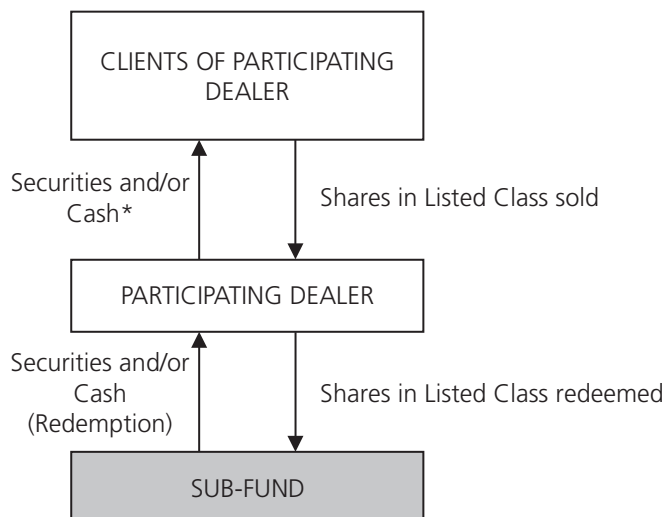 CLIENTS OF PARTICIPATING
DEALER
Securities and/or
Cash*
Shares in Listed Class sold
PARTICIPATING DEALER
Securities and/or
Cash
(Redemption)
Shares in Listed Class redeemed
SUB-FUND